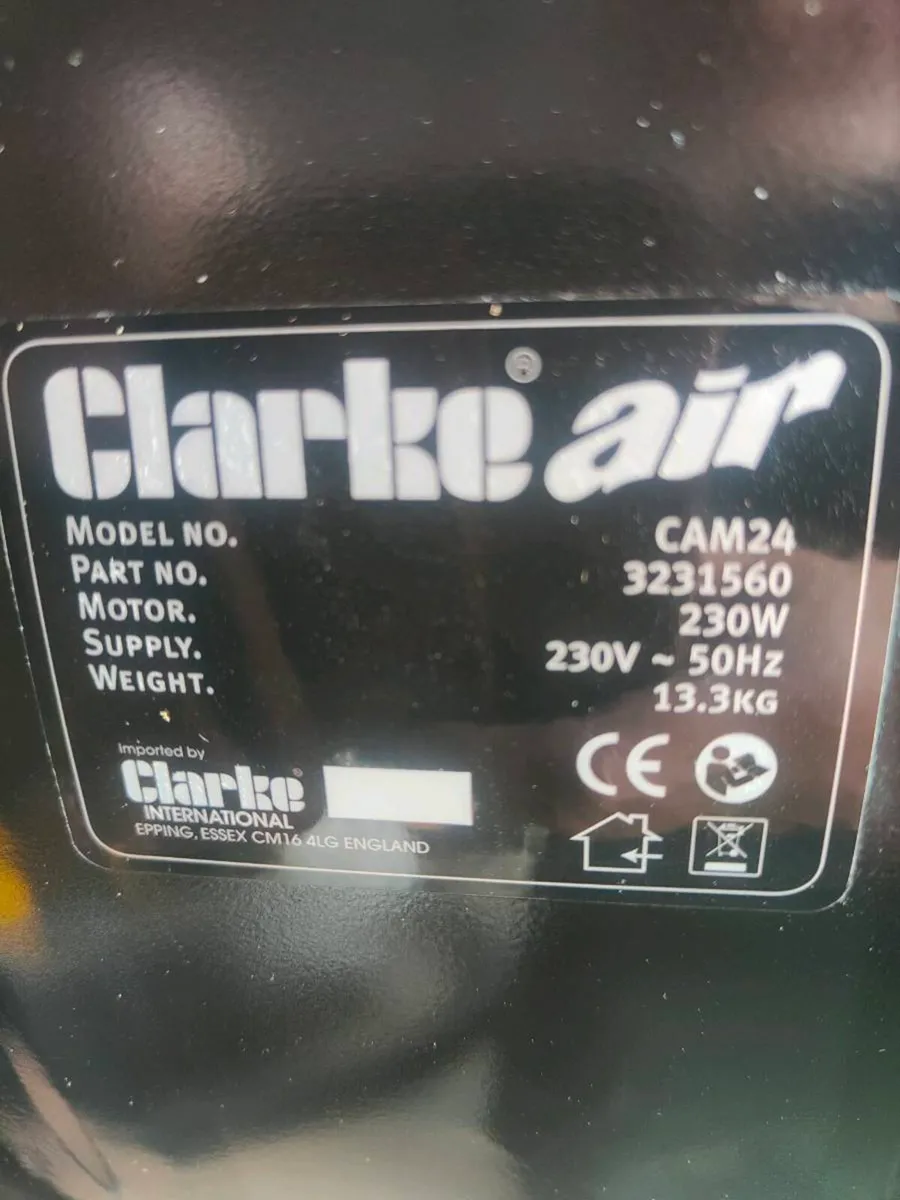 Clarke® air
MODEL NO. CAM24
PART NO. 3231560
MOTOR. 230W
SUPPLY. 230V ~ 50HZ
WEIGHT. 13.3KG
Imported by
Clarke®
INTERNATIONAL
EPPING, ESSEX CM16 4LG ENGLAND
CE